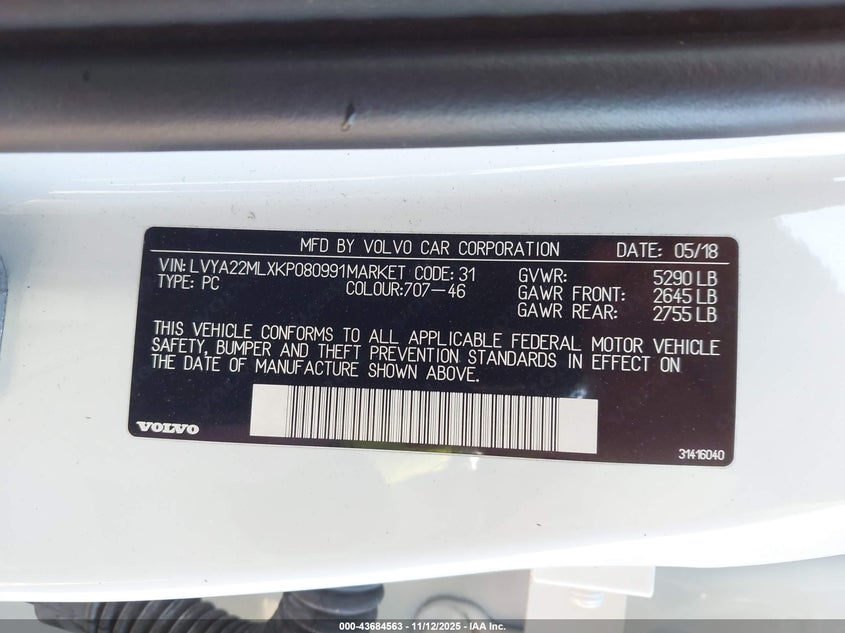 MFD BY VOLVO CAR CORPORATION DATE: 05/18
VIN: LVYA22MLXKP080991MARKET CODE: 31 GVWR: 5290 LB
TYPE: PC COLOUR:707-46 GAWR FRONT: 2645 LB
GAWR REAR: 2755 LB
THIS VEHICLE CONFORMS TO ALL APPLICABLE FEDERAL MOTOR VEHICLE
SAFETY, BUMPER AND THEFT PREVENTION STANDARDS IN EFFECT ON
THE DATE OF MANUFACTURE SHOWN ABOVE.
VOLVO
31416040
000-43684563 — 11/12/2025 — IAA Inc.